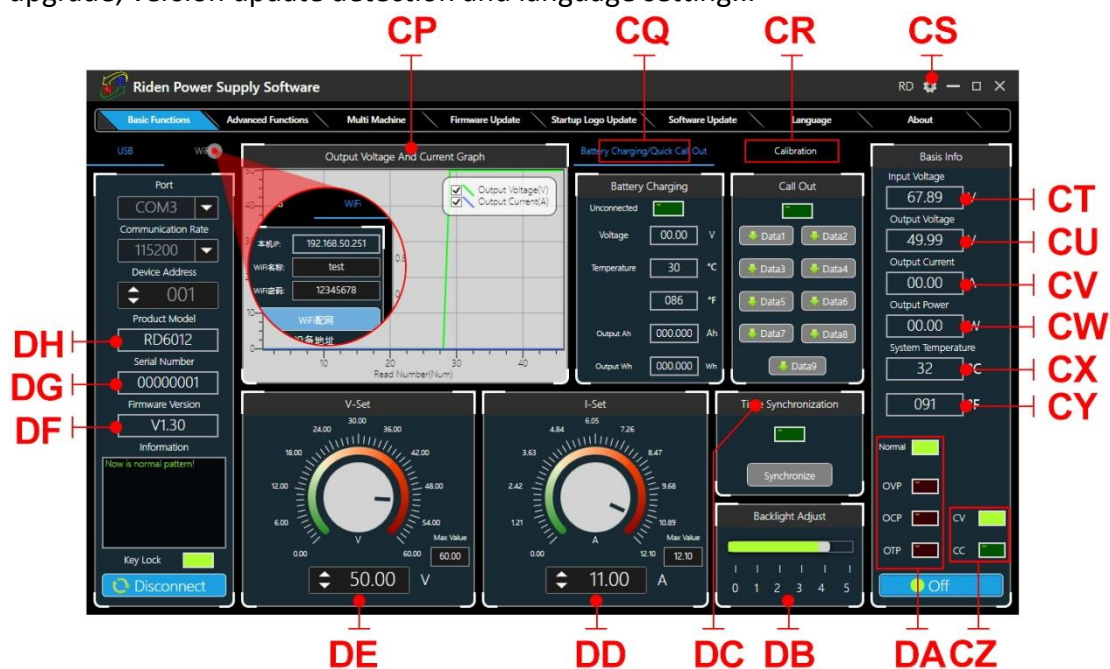 upgrade, version update detection and language setting...
CP CQ CR CS
Riden Power Supply Software RD
Basic Functions Advanced Functions Multi Machine Firmware Update Startup Logo Update Software Update Language About
USB WiFi
Port
COM3
Communication Rate
115200
Device Address
001
Product Model
RD6012
Serial Number
00000001
Firmware Version
V1.30
Information
Now is normal pattern!
Key Lock
Disconnect
DH
DG
DF
Output Voltage And Current Graph
Output Voltage(V)
Output Current(A)
WiFi
本机IP: 192.168.50.251
WiFi名称: test
WiFi密码: 12345678
WiFi配网
设备地址
10 20 30 40
Read Number(Num)
Battery Charging/Quick Call Out
Calibration
Battery Charging
Unconnected
Voltage 00.00 V
Temperature 30 °C
086 °F
Output Ah 000.000 Ah
Output Wh 000.000 Wh
Call Out
Data1 Data2
Data3 Data4
Data5 Data6
Data7 Data8
Data9
Basis Info
Input Voltage
67.89 V
Output Voltage
49.99 V
Output Current
00.00 A
Output Power
00.00 W
System Temperature
32 °C
091 °F
CT
CU
CV
CW
CX
CY
V-Set
0.00 6.00 12.00 18.00 24.00 30.00 36.00 42.00 48.00 54.00 60.00
V
Max Value
60.00
50.00 V
I-Set
0.00 1.21 2.42 3.63 4.84 6.05 7.26 8.47 9.68 10.89 12.10
A
Max Value
12.10
11.00 A
Time Synchronization
Synchronize
Backlight Adjust
0 1 2 3 4 5
Normal
OVP
OCP
OTP
CV
CC
Off
DE DD DC DB DA CZ